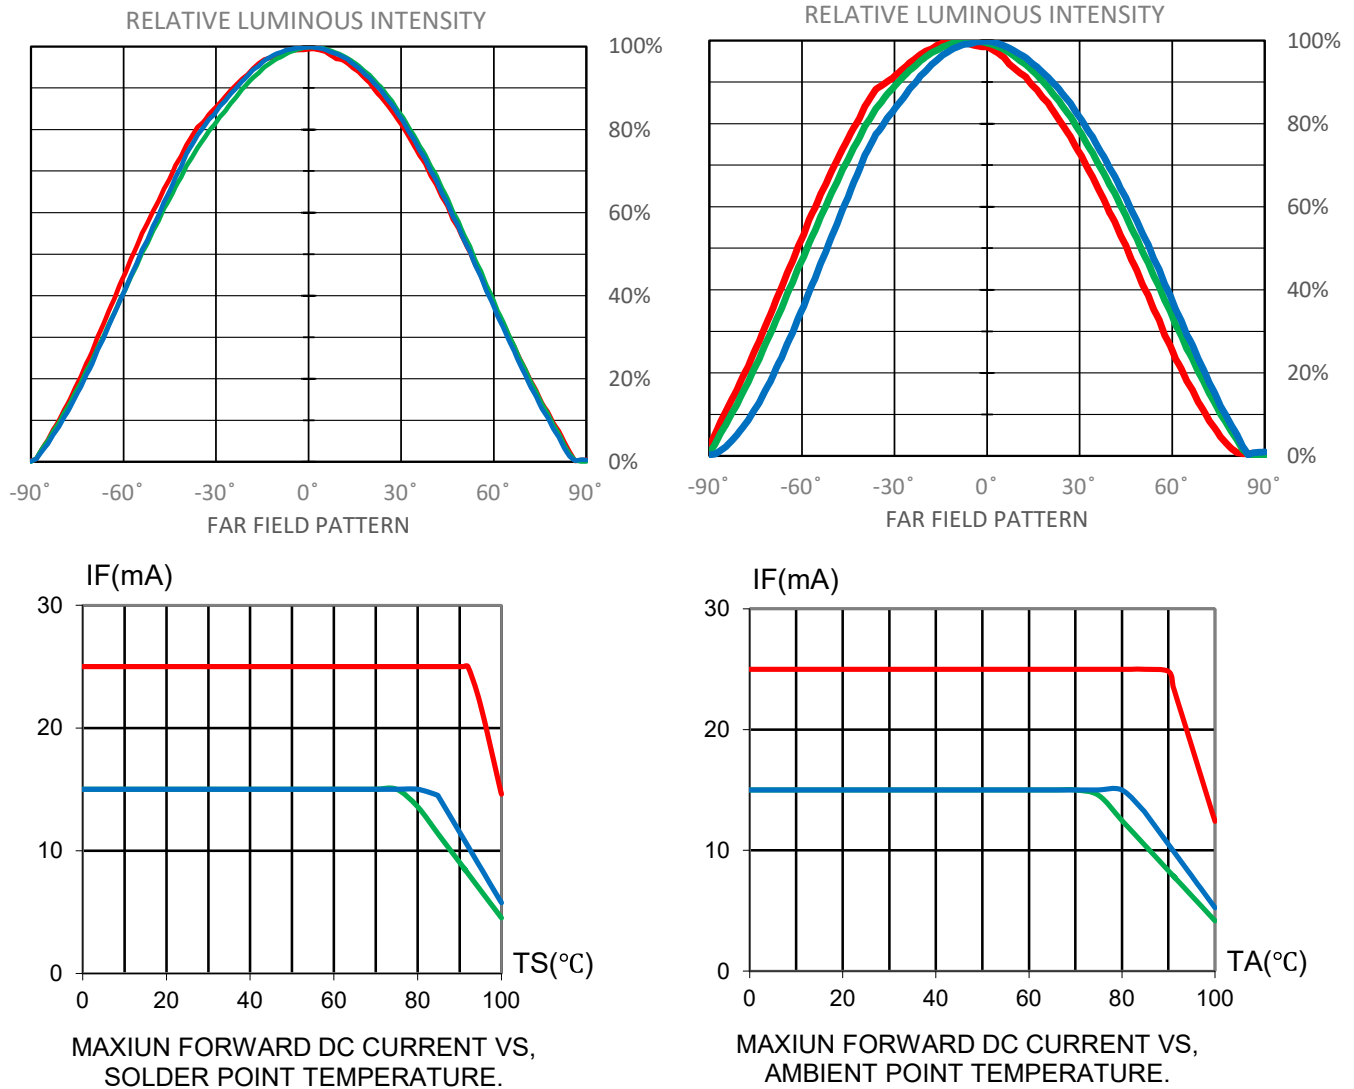 RELATIVE LUMINOUS INTENSITY
100%
80%
60%
40%
20%
0%
-90˚ -60˚ -30˚ 0˚ 30˚ 60˚ 90˚
FAR FIELD PATTERN
RELATIVE LUMINOUS INTENSITY
100%
80%
60%
40%
20%
0%
-90˚ -60˚ -30˚ 0˚ 30˚ 60˚ 90˚
FAR FIELD PATTERN
IF(mA)
30
20
10
0
TS(℃)
0 20 40 60 80 100
MAXIUN FORWARD DC CURRENT VS,
SOLDER POINT TEMPERATURE.
IF(mA)
30
20
10
0
TA(℃)
0 20 40 60 80 100
MAXIUN FORWARD DC CURRENT VS,
AMBIENT POINT TEMPERATURE.